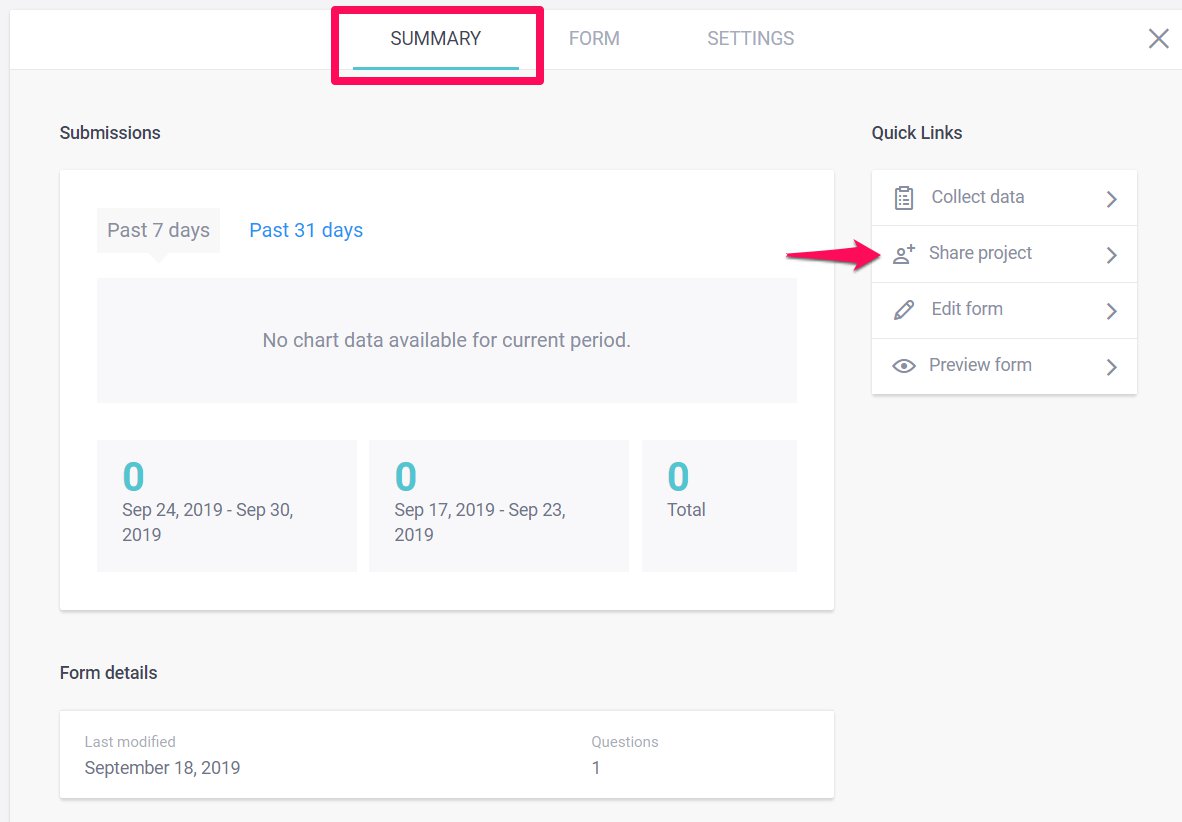 SUMMARY
FORM
SETTINGS
Submissions
Past 7 days
Past 31 days
No chart data available for current period.
0
Sep 24, 2019 - Sep 30,
2019
0
Sep 17, 2019 - Sep 23,
2019
0
Total
Quick Links
Collect data
Share project
Edit form
Preview form
Form details
Last modified
September 18, 2019
Questions
1